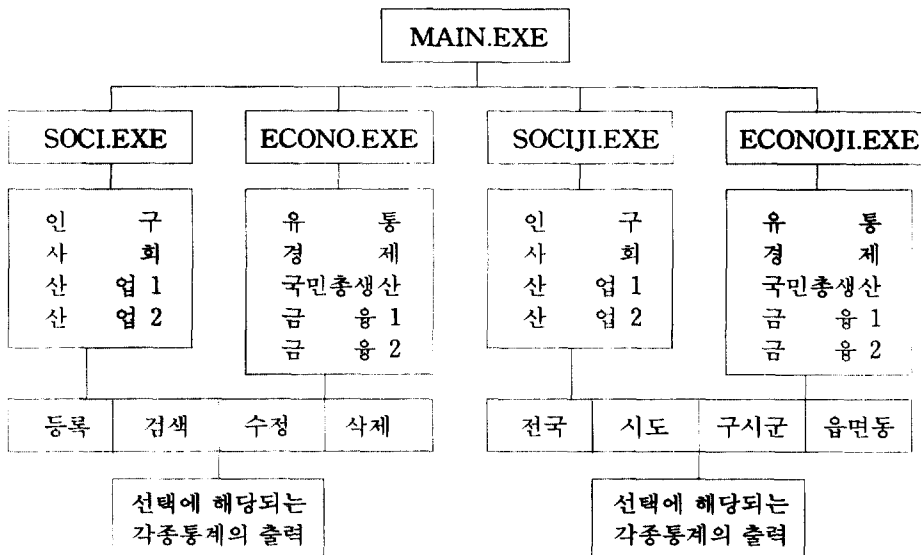 MAIN.EXE
SOCI.EXE
ECONO.EXE
SOCIJI.EXE
ECONOJI.EXE
인 구
사 회
산 업 1
산 업 2
유 통
경 제
국민총생산
금 융 1
금 융 2
인 구
사 회
산 업 1
산 업 2
유 통
경 제
국민총생산
금 융 1
금 융 2
등록
검색
수정
삭제
전국
시도
구시군
읍면동
선택에 해당되는
각종통계의 출력
선택에 해당되는
각종통계의 출력